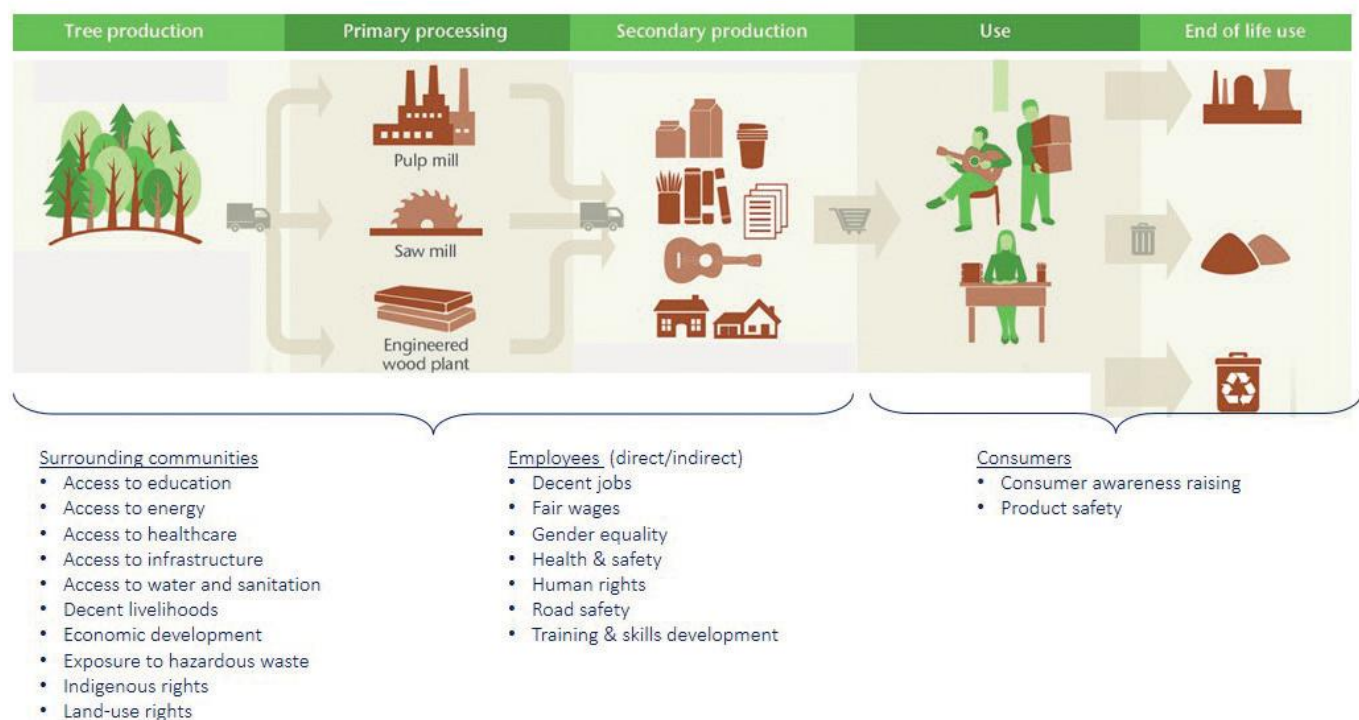 Tree production
Primary processing
Secondary production
Use
End of life use
Pulp mill
Saw mill
Engineered
wood plant
Surrounding communities
• Access to education
• Access to energy
• Access to healthcare
• Access to infrastructure
• Access to water and sanitation
• Decent livelihoods
• Economic development
• Exposure to hazardous waste
• Indigenous rights
• Land-use rights
Employees (direct/indirect)
• Decent jobs
• Fair wages
• Gender equality
• Health & safety
• Human rights
• Road safety
• Training & skills development
Consumers
• Consumer awareness raising
• Product safety